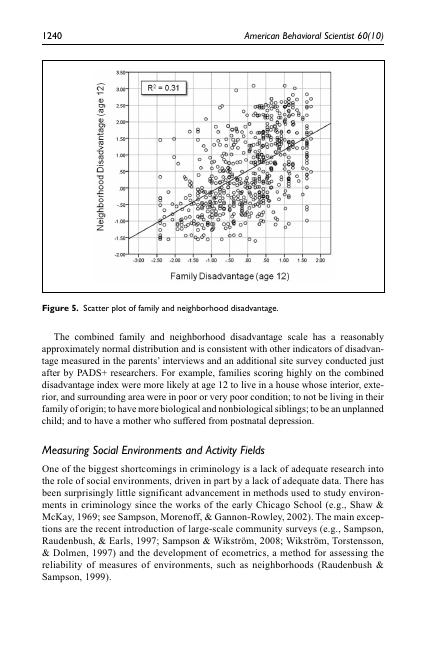 1240
American Behavioral Scientist 60(10)
R² = 0.31
Neighborhood Disadvantage (age 12)
3.50
3.00
2.50
2.00
1.50
1.00
.50
.00
-.50
-1.00
-1.50
-2.00
-3.00 -2.50 -2.00 -1.50 -1.00 -.50 .00 .50 1.00 1.50 2.00
Family Disadvantage (age 12)
Figure 5. Scatter plot of family and neighborhood disadvantage.
The combined family and neighborhood disadvantage scale has a reasonably
approximately normal distribution and is consistent with other indicators of disadvan-
tage measured in the parents' interviews and an additional site survey conducted just
after by PADS+ researchers. For example, families scoring highly on the combined
disadvantage index were more likely at age 12 to live in a house whose interior, exte-
rior, and surrounding area were in poor or very poor condition; to not be living in their
family of origin; to have more biological and nonbiological siblings; to be an unplanned
child; and to have a mother who suffered from postnatal depression.
Measuring Social Environments and Activity Fields
One of the biggest shortcomings in criminology is a lack of adequate research into
the role of social environments, driven in part by a lack of adequate data. There has
been surprisingly little significant advancement in methods used to study environ-
ments in criminology since the works of the early Chicago School (e.g., Shaw &
McKay, 1969; see Sampson, Morenoff, & Gannon-Rowley, 2002). The main excep-
tions are the recent introduction of large-scale community surveys (e.g., Sampson,
Raudenbush, & Earls, 1997; Sampson & Wikström, 2008; Wikström, Torstensson,
& Dolmen, 1997) and the development of ecometrics, a method for assessing the
reliability of measures of environments, such as neighborhoods (Raudenbush &
Sampson, 1999).